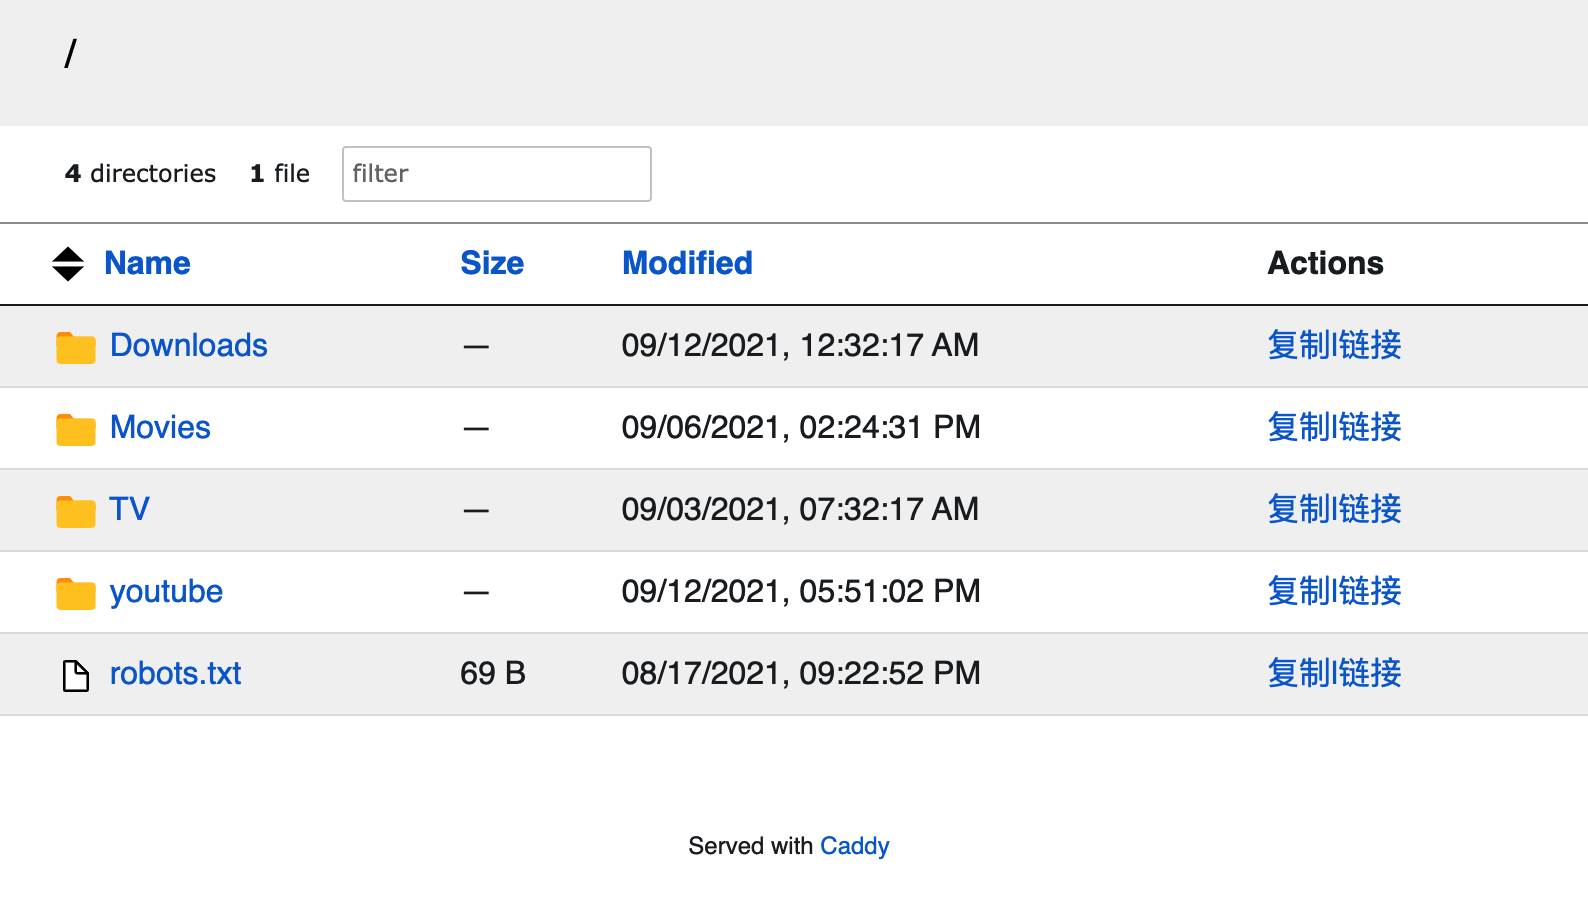 /
4 directories 1 file filter
Name Size Modified Actions
Downloads — 09/12/2021, 12:32:17 AM 复制|链接
Movies — 09/06/2021, 02:24:31 PM 复制|链接
TV — 09/03/2021, 07:32:17 AM 复制|链接
youtube — 09/12/2021, 05:51:02 PM 复制|链接
robots.txt 69 B 08/17/2021, 09:22:52 PM 复制|链接
Served with Caddy